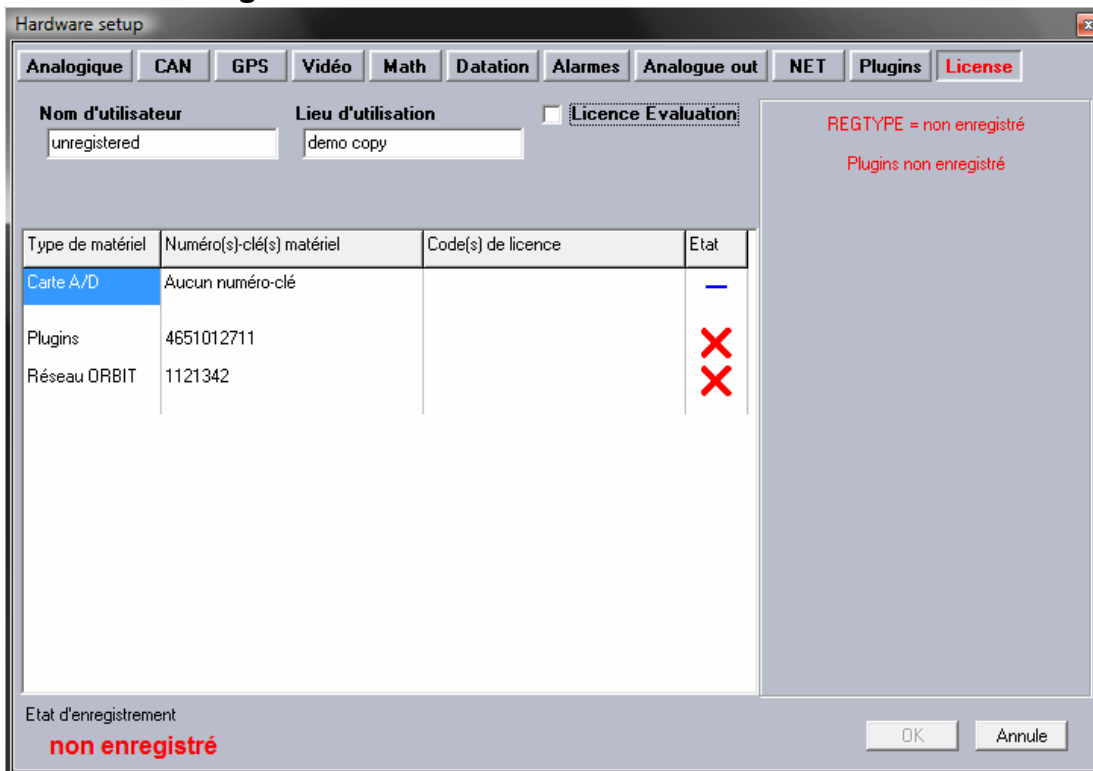 Hardware setup
Analogique CAN GPS Vidéo Math Datation Alarmes Analogue out NET Plugins License
Nom d'utilisateur Lieu d'utilisation Licence Evaluation
unregistered demo copy
REGTYPE = non enregistré
Plugins non enregistré
Type de matériel Numéro(s)-clé(s) matériel Code(s) de licence Etat
Carte A/D Aucun numéro-clé
Plugins 4651012711
Réseau ORBIT 1121342
Etat d'enregistrement
non enregistré
OK Annule